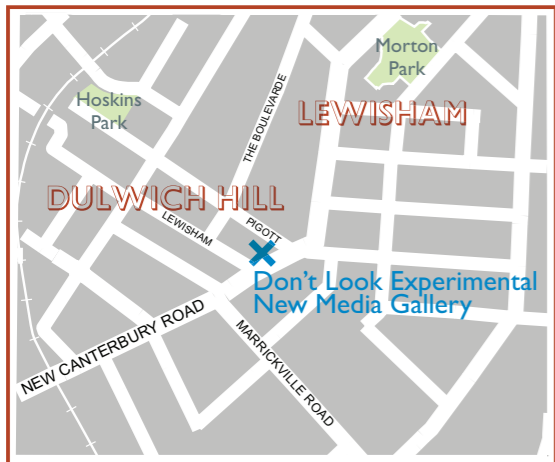 Morton
Park
Hoskins
Park
THE BOULEVARDE
LEWISHAM
DULWICH HILL
LEWISHAM
PIGOTT
Don't Look Experimental
New Media Gallery
NEW CANTERBURY ROAD
MARRICKVILLE ROAD